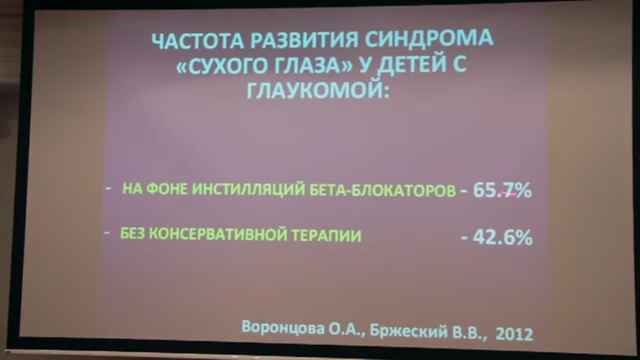 ЧАСТОТА РАЗВИТИЯ СИНДРОМА
«СУХОГО ГЛАЗА» У ДЕТЕЙ С
ГЛАУКОМОЙ:
- НА ФОНЕ ИНСТИЛЛЯЦИЙ БЕТА-БЛОКАТОРОВ - 65.7%
- БЕЗ КОНСЕРВАТИВНОЙ ТЕРАПИИ - 42.6%
Воронцова О.А., Бржеский В.В., 2012